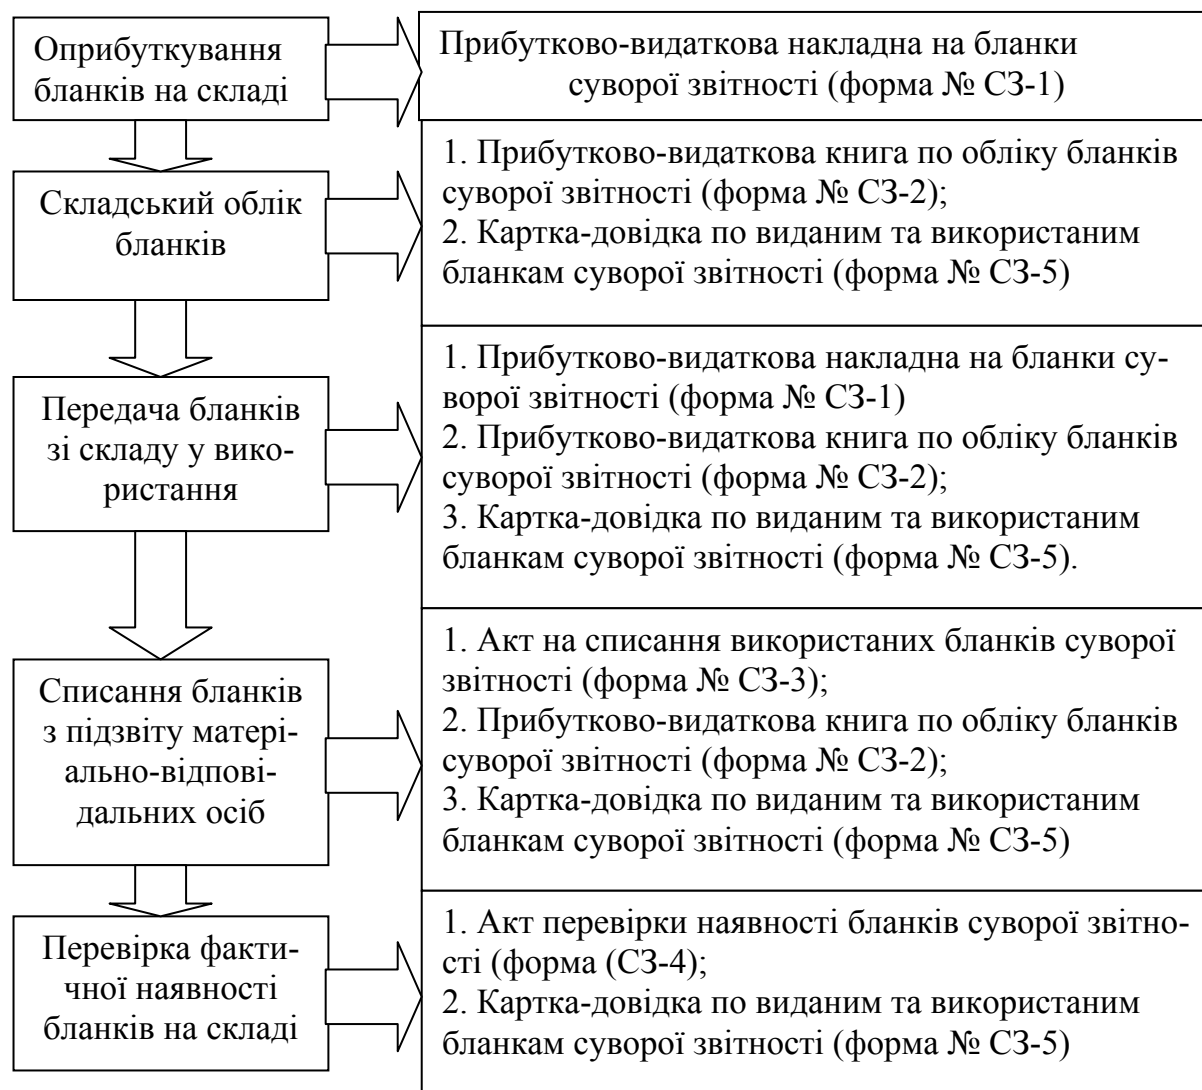 Оприбуткування
бланків на складі
Прибутково-видаткова накладна на бланки
суворої звітності (форма № СЗ-1)
Складський облік
бланків
1. Прибутково-видаткова книга по обліку бланків
суворої звітності (форма № СЗ-2);
2. Картка-довідка по виданим та використаним
бланкам суворої звітності (форма № СЗ-5)
Передача бланків
зі складу у вико-
ристання
1. Прибутково-видаткова накладна на бланки су-
ворої звітності (форма № СЗ-1)
2. Прибутково-видаткова книга по обліку бланків
суворої звітності (форма № СЗ-2);
3. Картка-довідка по виданим та використаним
бланкам суворої звітності (форма № СЗ-5).
Списання бланків
з підзвіту матері-
ально-відпові-
дальних осіб
1. Акт на списання використаних бланків суворої
звітності (форма № СЗ-3);
2. Прибутково-видаткова книга по обліку бланків
суворої звітності (форма № СЗ-2);
3. Картка-довідка по виданим та використаним
бланкам суворої звітності (форма № СЗ-5)
Перевірка факти-
чної наявності
бланків на складі
1. Акт перевірки наявності бланків суворої звітно-
сті (форма (СЗ-4);
2. Картка-довідка по виданим та використаним
бланкам суворої звітності (форма № СЗ-5)